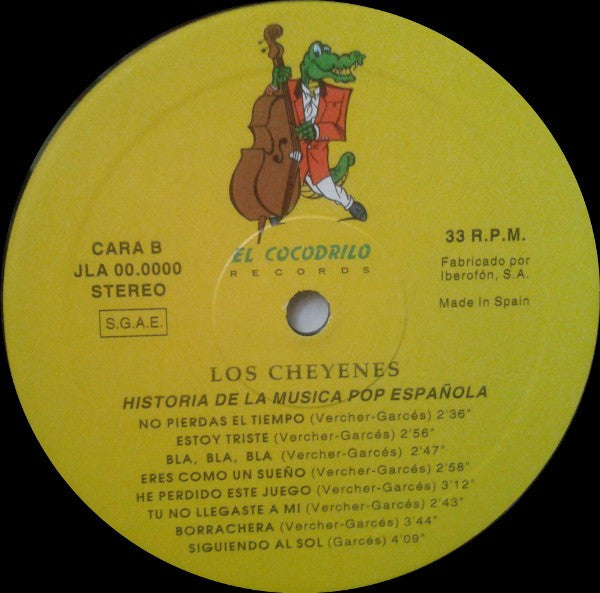 EL COCODRILO
RECORDS
CARA B
JLA 00.0000
STEREO
S.G.A.E.
33 R.P.M.
Fabricado por
Iberofón, S.A.
Made in Spain
LOS CHEYENES
HISTORIA DE LA MUSICA POP ESPAÑOLA
NO PIERDAS EL TIEMPO (Vercher-Garcés) 2'36"
ESTOY TRISTE (Vercher-Garcés) 2'56"
BLA, BLA, BLA (Vercher-Garcés) 2'47"
ERES COMO UN SUEÑO (Vercher-Garcés) 2'58"
HE PERDIDO ESTE JUEGO (Vercher-Garcés) 3'12"
TU NO LLEGASTE A MI (Vercher-Garcés) 2'43"
BORRACHERA (Vercher-Garcés) 3'44"
SIGUIENDO AL SOL (Garcés) 4'09"